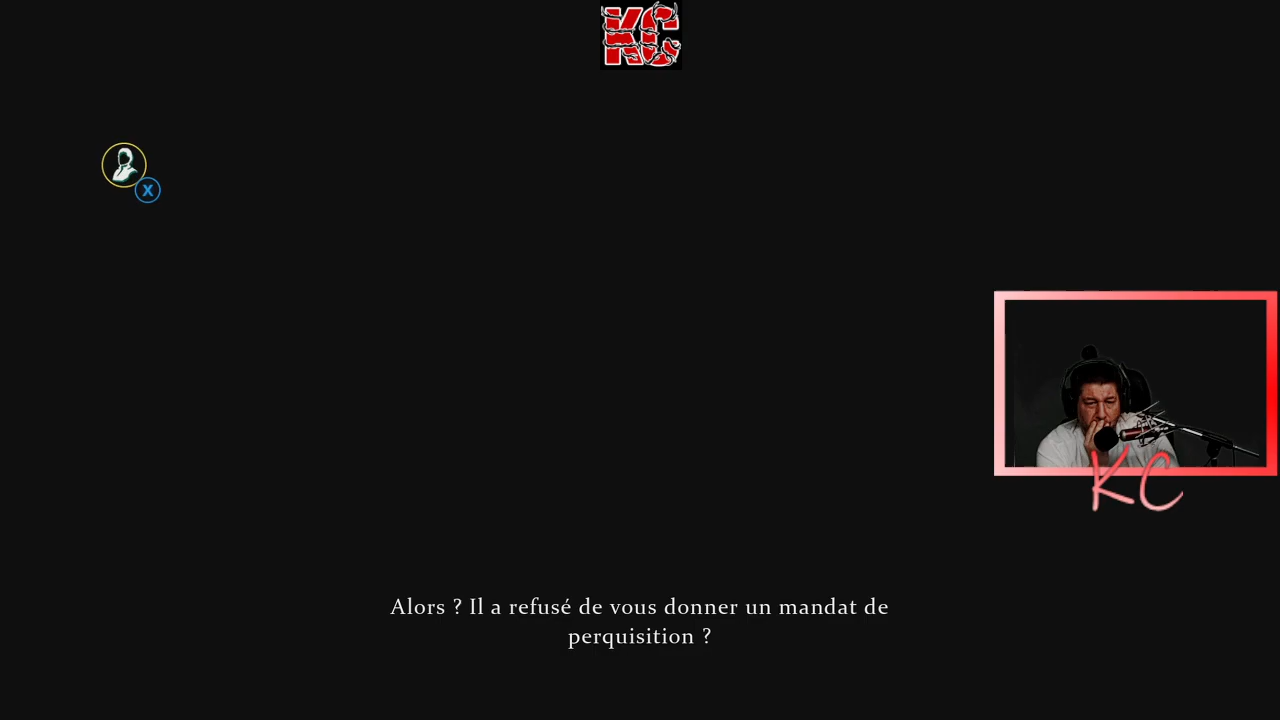 KC
X
KC
Alors ? Il a refusé de vous donner un mandat de
perquisition ?